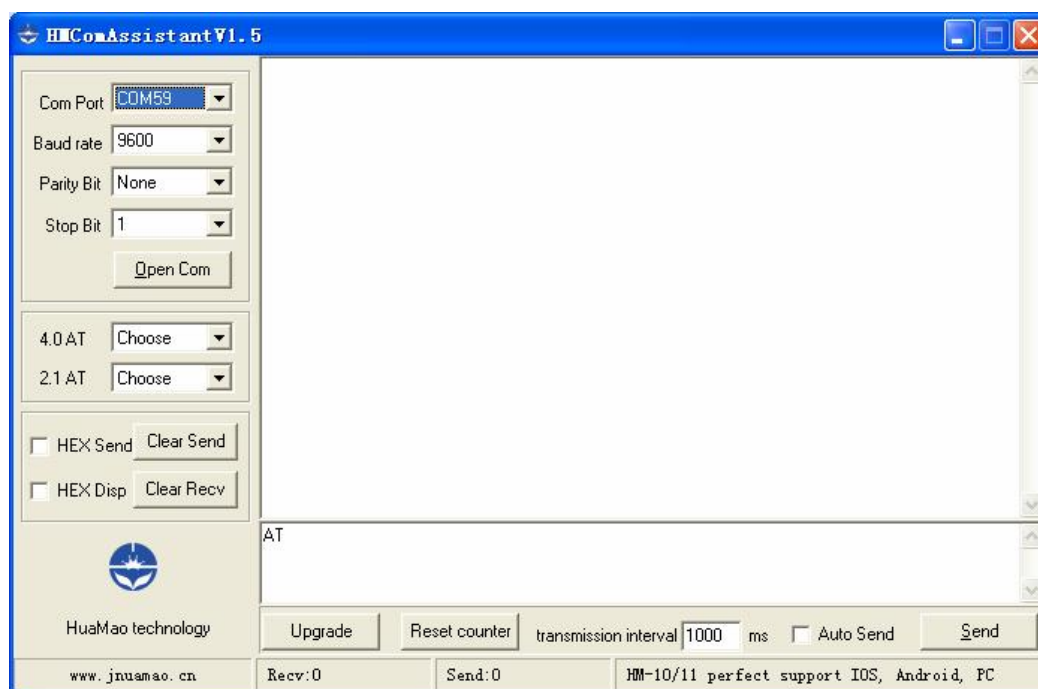 HMComAssistantV1.5
Com Port COM59
Baud rate 9600
Parity Bit None
Stop Bit 1
Open Com
4.0 AT Choose
2.1 AT Choose
HEX Send Clear Send
HEX Disp Clear Recv
AT
HuaMao technology
Upgrade Reset counter transmission interval 1000 ms Auto Send Send
www.jnuamao.cn Recv:0 Send:0 HM-10/11 perfect support IOS, Android, PC